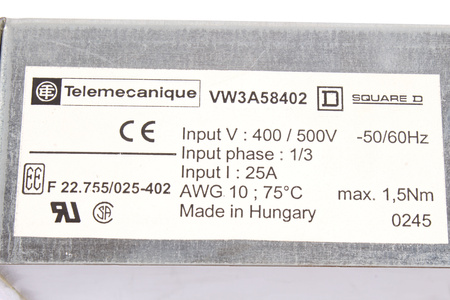 Telemecanique VW3A58402 D SQUARE D
CE Input V : 400 / 500V -50/60Hz
Input phase : 1/3
F 22.755/025-402 Input I : 25A
AWG 10 ; 75°C max. 1,5Nm
Made in Hungary 0245